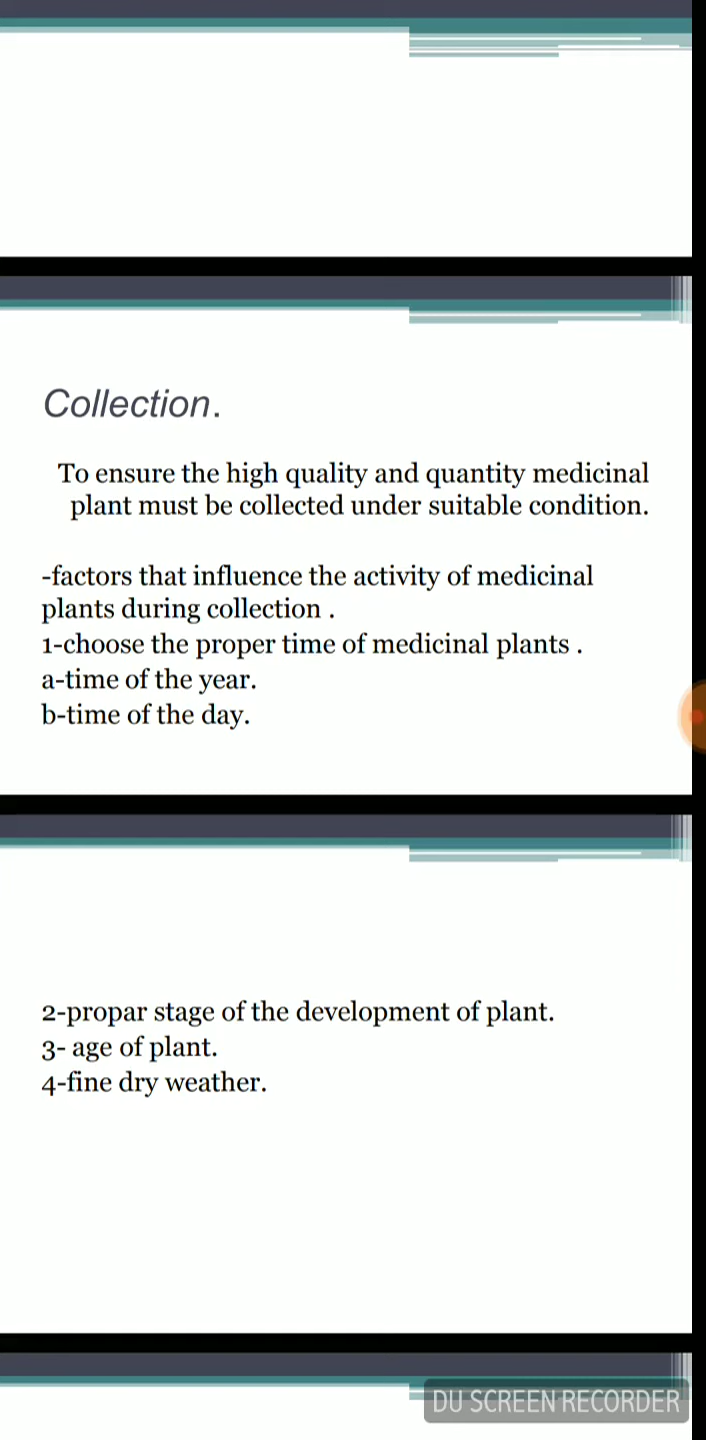 Collection.
To ensure the high quality and quantity medicinal
plant must be collected under suitable condition.
-factors that influence the activity of medicinal
plants during collection .
1-choose the proper time of medicinal plants .
a-time of the year.
b-time of the day.
2-propar stage of the development of plant.
3- age of plant.
4-fine dry weather.
DU SCREEN RECORDER